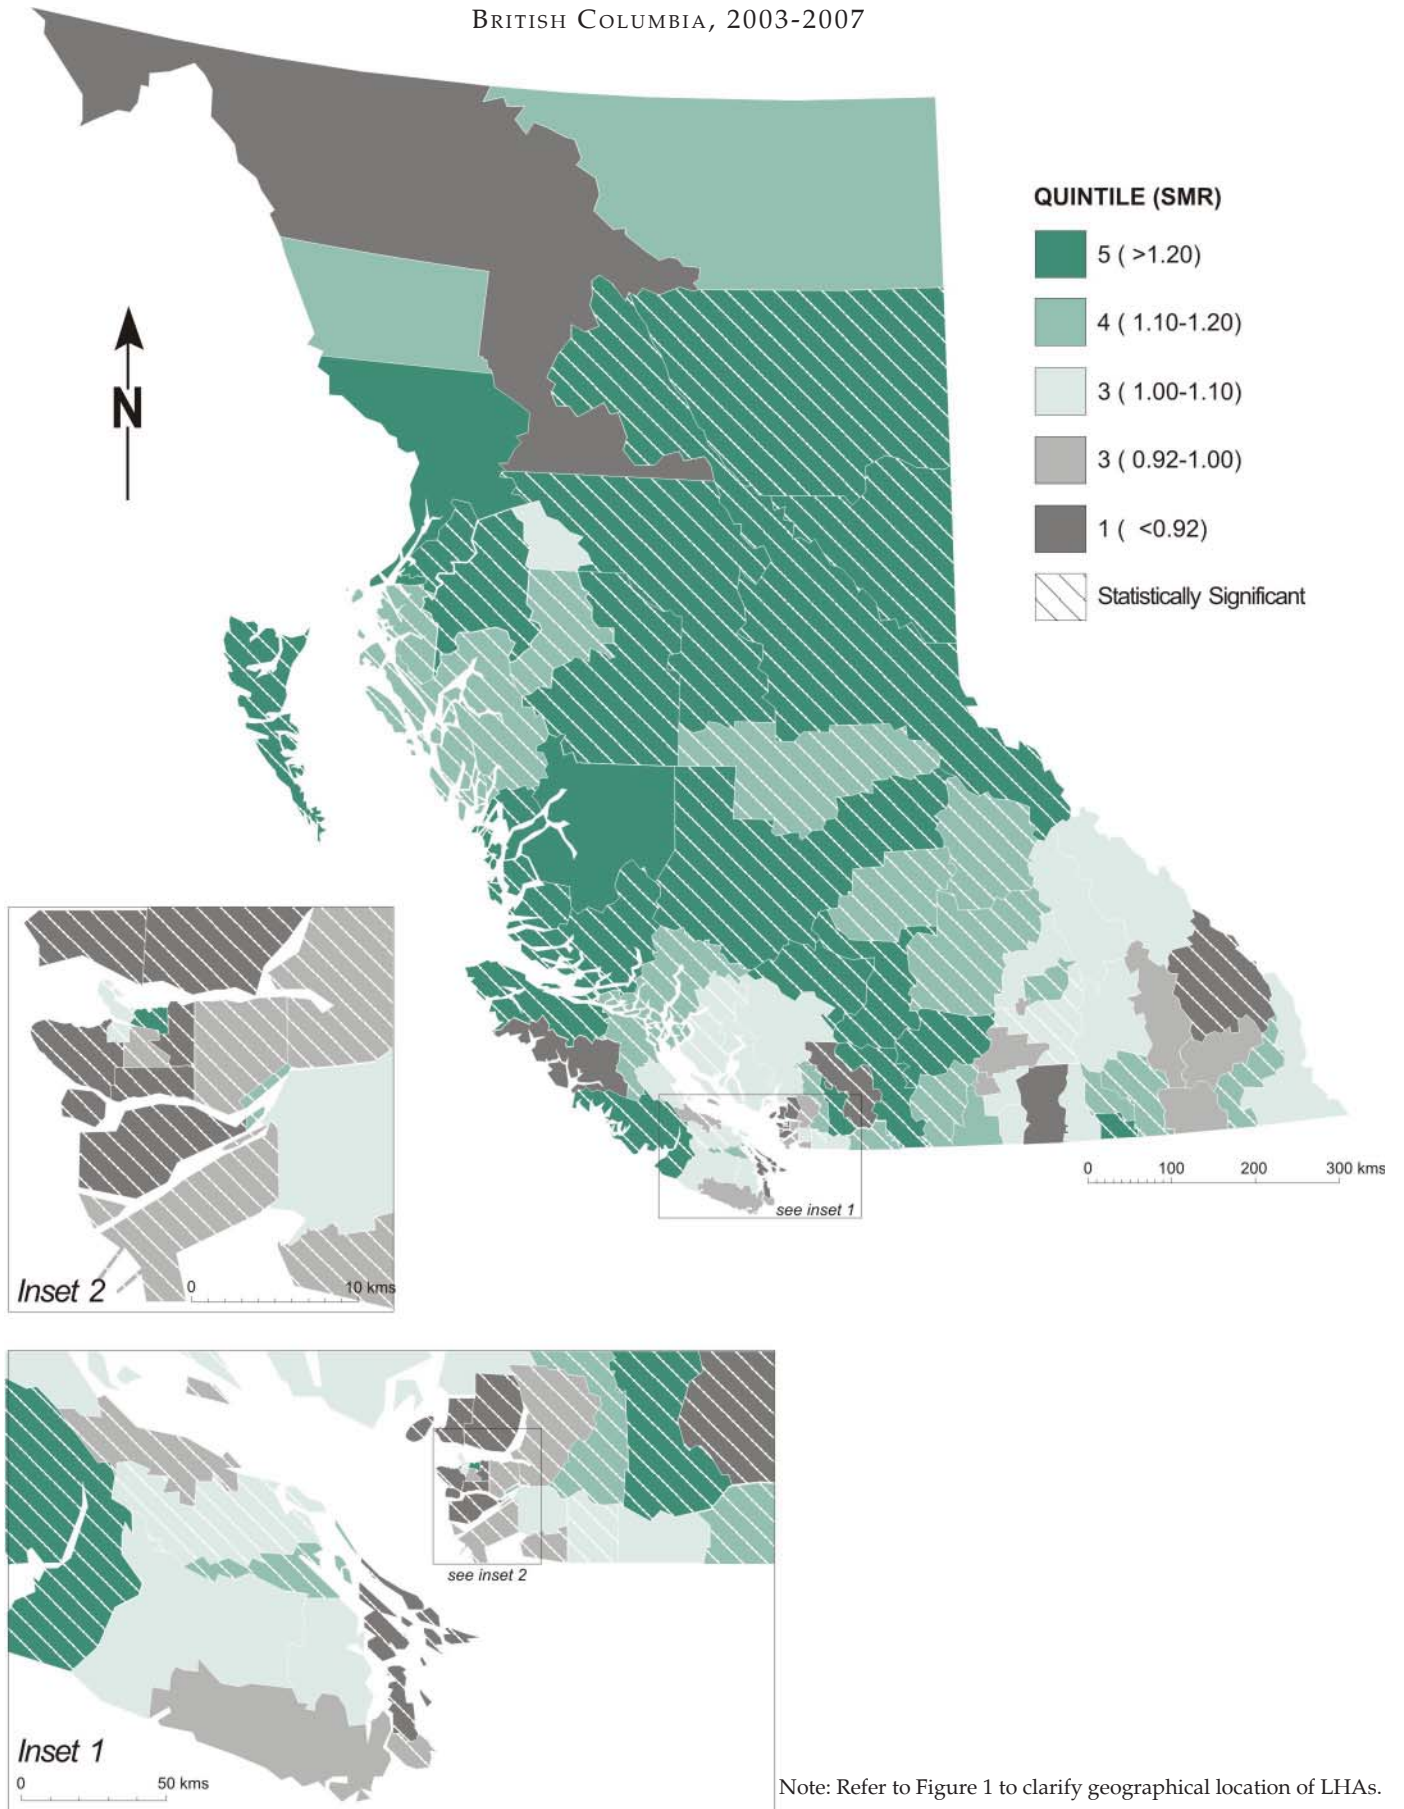 BRITISH COLUMBIA, 2003-2007
QUINTILE (SMR)
5 ( >1.20)
4 ( 1.10-1.20)
3 ( 1.00-1.10)
3 ( 0.92-1.00)
1 ( <0.92)
Statistically Significant
N
0 100 200 300 kms
see inset 1
Inset 2
0 10 kms
see inset 2
Inset 1
0 50 kms
Note: Refer to Figure 1 to clarify geographical location of LHAs.